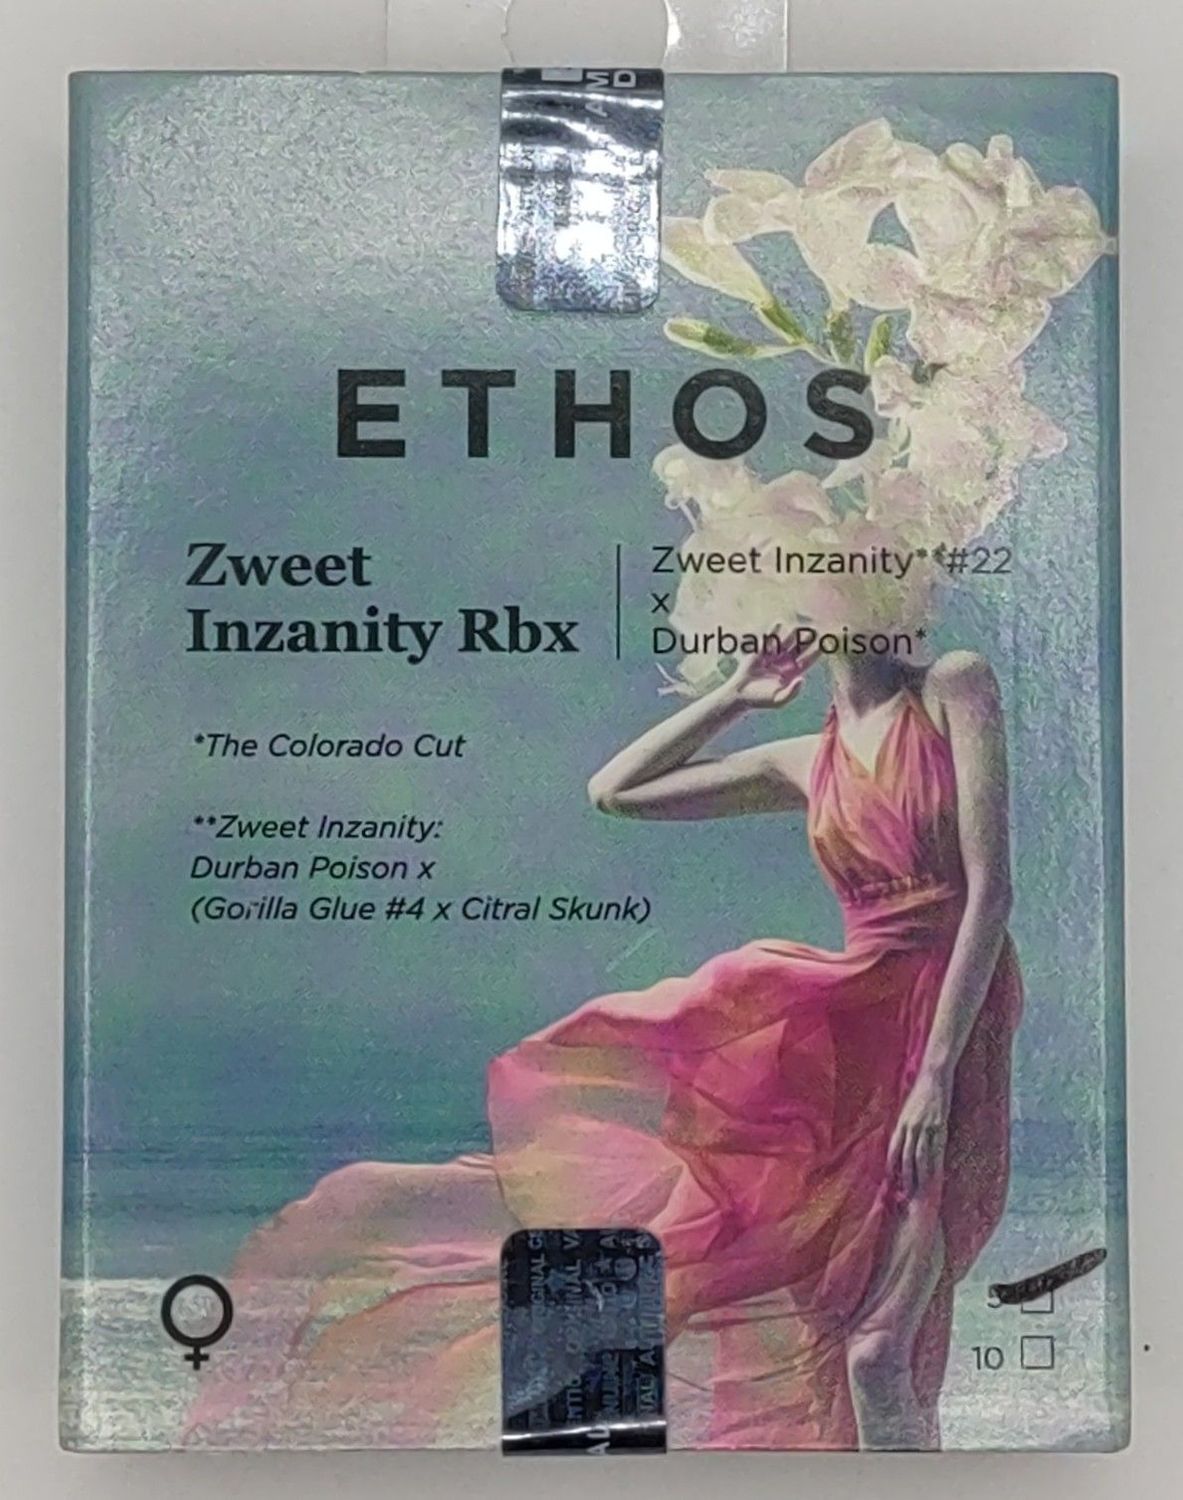 ETHOS
Zweet
Inzanity Rbx
Zweet Inzanity**#22
x
Durban Poison*
*The Colorado Cut
**Zweet Inzanity:
Durban Poison x
(Gorilla Glue #4 x Citral Skunk)
5
10